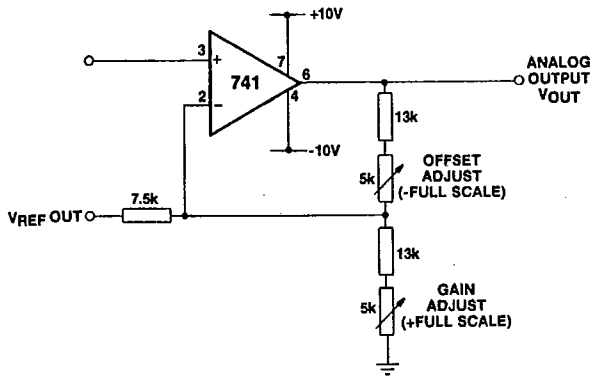 +10V
3
+
7
741
6
2
-
4
-10V
ANALOG
OUTPUT
VOUT
13k
5k
OFFSET
ADJUST
(-FULL SCALE)
7.5k
VREF OUT
13k
5k
GAIN
ADJUST
(+FULL SCALE)